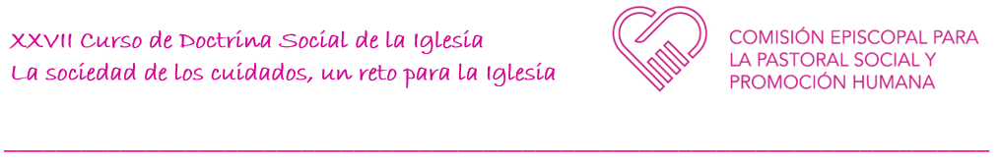 XXVII Curso de Doctrina Social de la Iglesia
La sociedad de los cuidados, un reto para la Iglesia
COMISIÓN EPISCOPAL PARA
LA PASTORAL SOCIAL Y
PROMOCIÓN HUMANA